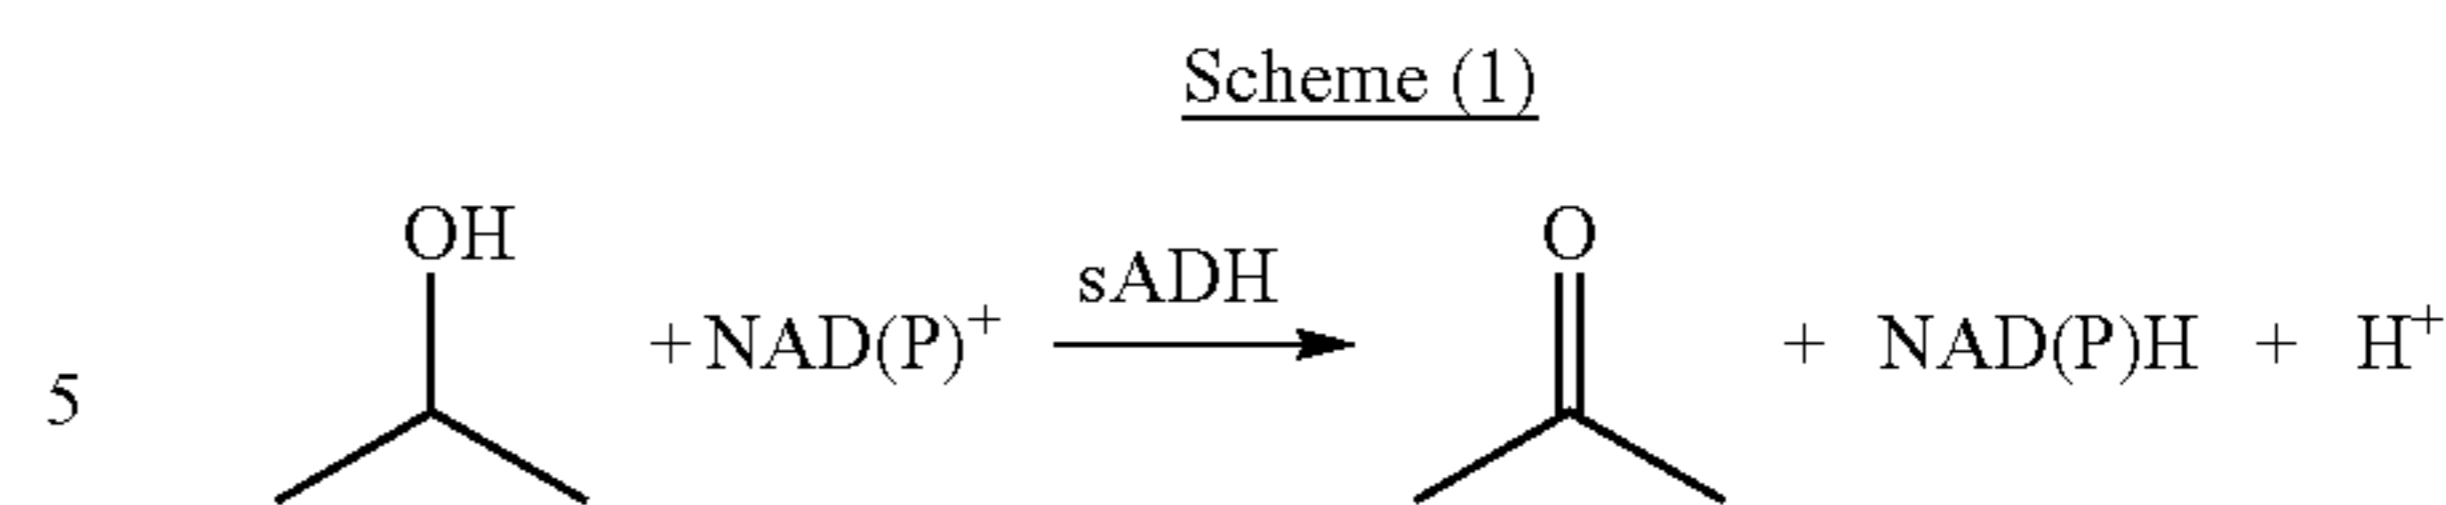 Scheme (1)
OH
O
sADH
+ NAD(P)⁺
+ NAD(P)H + H⁺
5